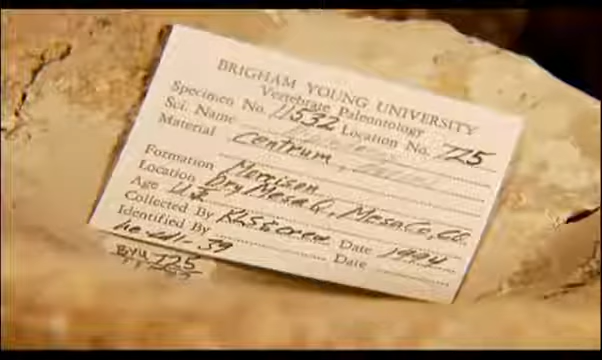 BRIGHAM YOUNG UNIVERSITY
Vertebrate Paleontology
Specimen No. 11532 Location No. 725
Sci. Name
Material Centrum,
Formation Morrison
Location Dry Mesa Q., Mesa Co., CO.
Age U.J.
Collected By Date 1994
Identified By Date
BYU 725